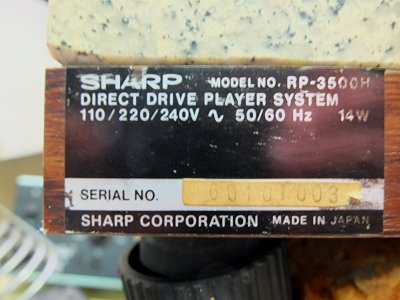 SHARP MODEL NO. RP-3500H
DIRECT DRIVE PLAYER SYSTEM
110/220/240V ∿ 50/60 Hz 14W
SERIAL NO. 60101003
SHARP CORPORATION MADE IN JAPAN